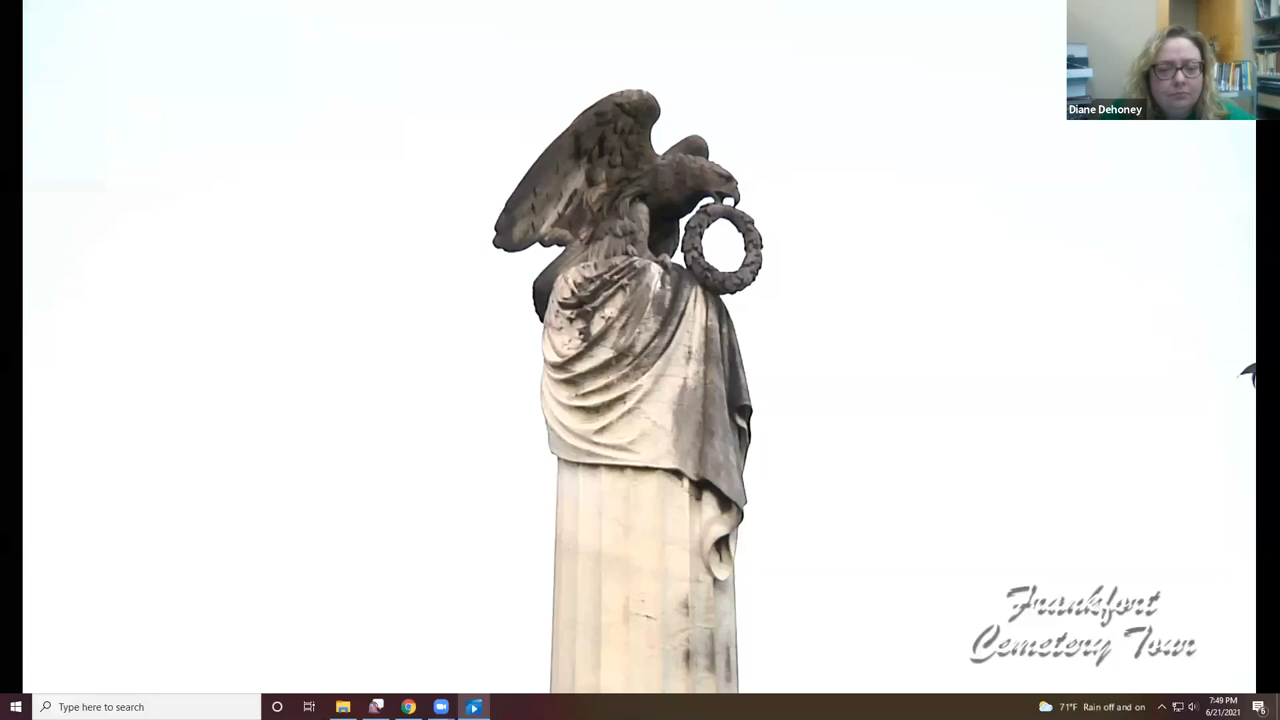 Diane Dehoney
Frankfort
Cemetery Tour
Type here to search
71°F Rain off and on
7:49 PM
6/21/2021
6